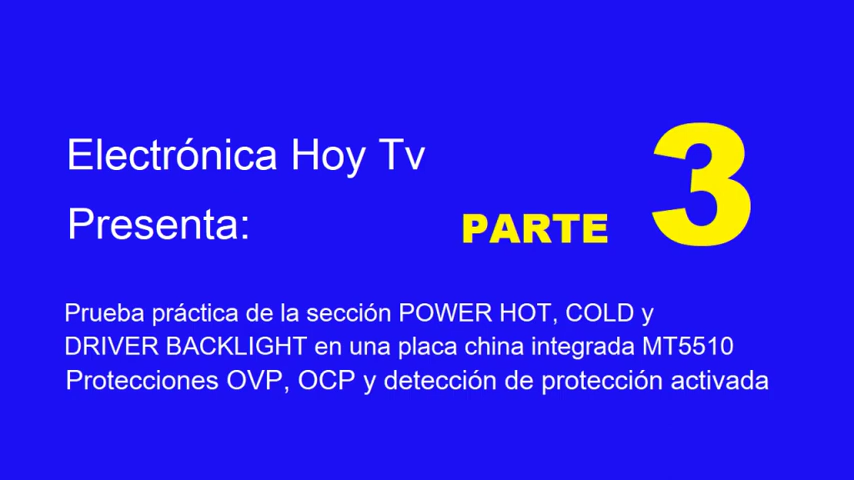 Electrónica Hoy Tv
Presenta:
PARTE 3
Prueba práctica de la sección POWER HOT, COLD y
DRIVER BACKLIGHT en una placa china integrada MT5510
Protecciones OVP, OCP y detección de protección activada